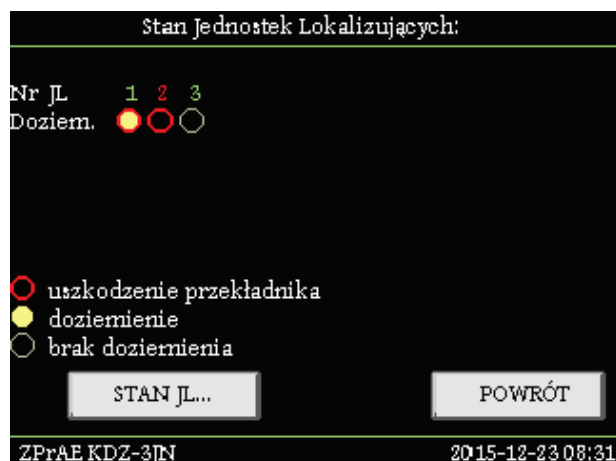 Stan Jednostek Lokalizujących:
Nr JL 1 2 3
Doziem.
uszkodzenie przekładnika
doziemienie
brak doziemienia
STAN JL... POWRÓT
ZPrAE KDZ-3JN 2015-12-23 08:31